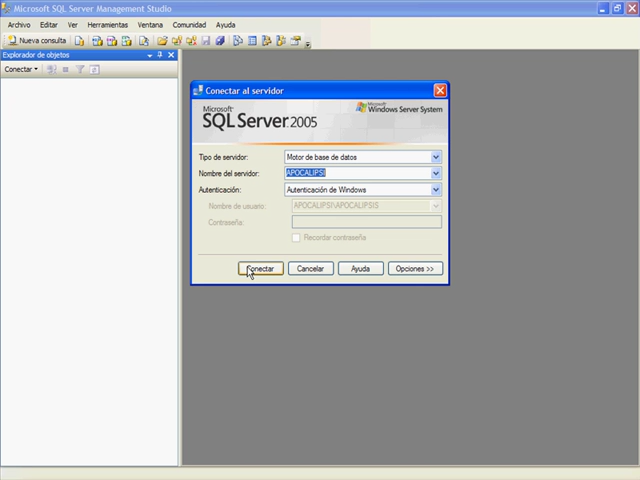 Microsoft SQL Server Management Studio
Archivo Editar Ver Herramientas Ventana Comunidad Ayuda
Nueva consulta
Explorador de objetos
Conectar
Conectar al servidor
Microsoft
SQL Server 2005
Microsoft
Windows Server System
Tipo de servidor: Motor de base de datos
Nombre del servidor: APOCALIPSI
Autenticación: Autenticación de Windows
Nombre de usuario: APOCALIPSI\APOCALIPSIS
Contraseña:
Recordar contraseña
Conectar Cancelar Ayuda Opciones >>